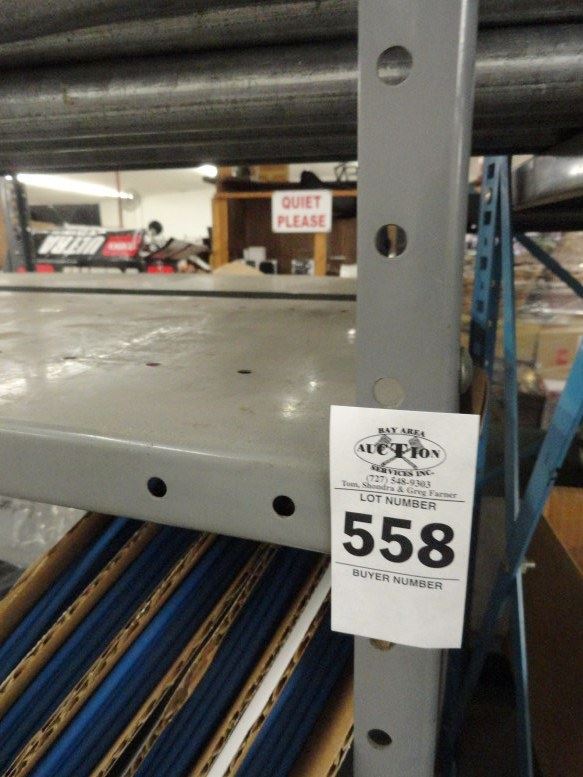 QUIET
PLEASE
BAY AREA
AUCTION
SERVICES INC.
(727) 548-9303
Tom, Shondra & Greg Farner
LOT NUMBER
558
BUYER NUMBER